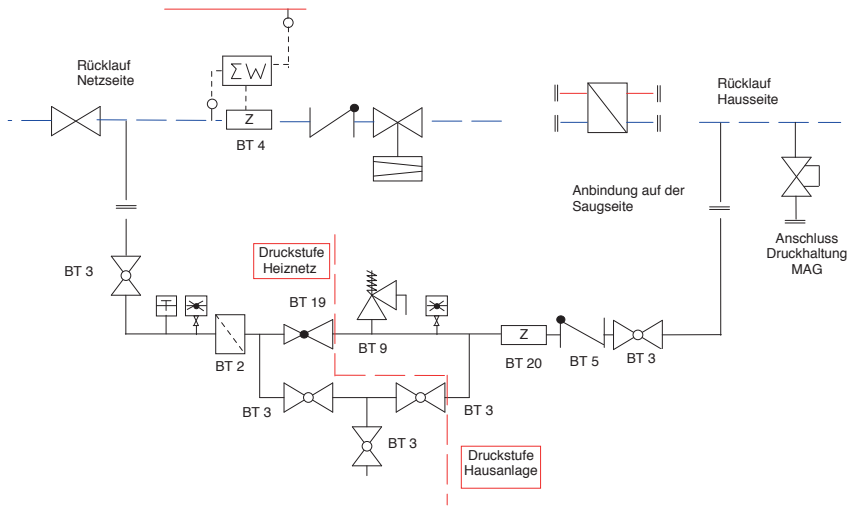 Rücklauf
Netzseite
ΣW
Z
BT 4
Rücklauf
Hausseite
Anbindung auf der
Saugseite
Anschluss
Druckhaltung
MAG
BT 3
Druckstufe
Heiznetz
T
BT 19
BT 2
BT 9
Z
BT 20
BT 5
BT 3
BT 3
BT 3
BT 3
Druckstufe
Hausanlage